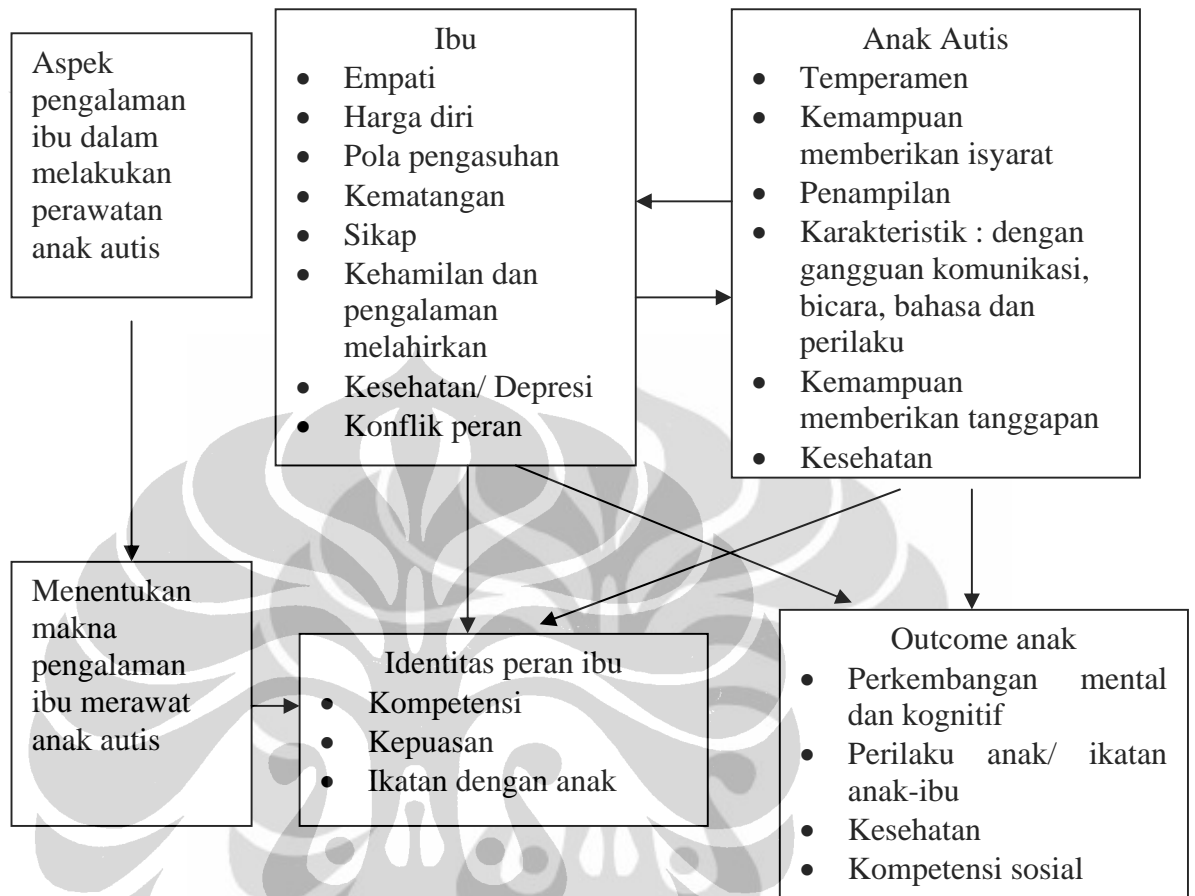 Aspek
pengalaman
ibu dalam
melakukan
perawatan
anak autis
Ibu
• Empati
• Harga diri
• Pola pengasuhan
• Kematangan
• Sikap
• Kehamilan dan
pengalaman
melahirkan
• Kesehatan/ Depresi
• Konflik peran
Anak Autis
• Temperamen
• Kemampuan
memberikan isyarat
• Penampilan
• Karakteristik : dengan
gangguan komunikasi,
bicara, bahasa dan
perilaku
• Kemampuan
memberikan tanggapan
• Kesehatan
Menentukan
makna
pengalaman
ibu merawat
anak autis
Identitas peran ibu
• Kompetensi
• Kepuasan
• Ikatan dengan anak
Outcome anak
• Perkembangan mental
dan kognitif
• Perilaku anak/ ikatan
anak-ibu
• Kesehatan
• Kompetensi sosial